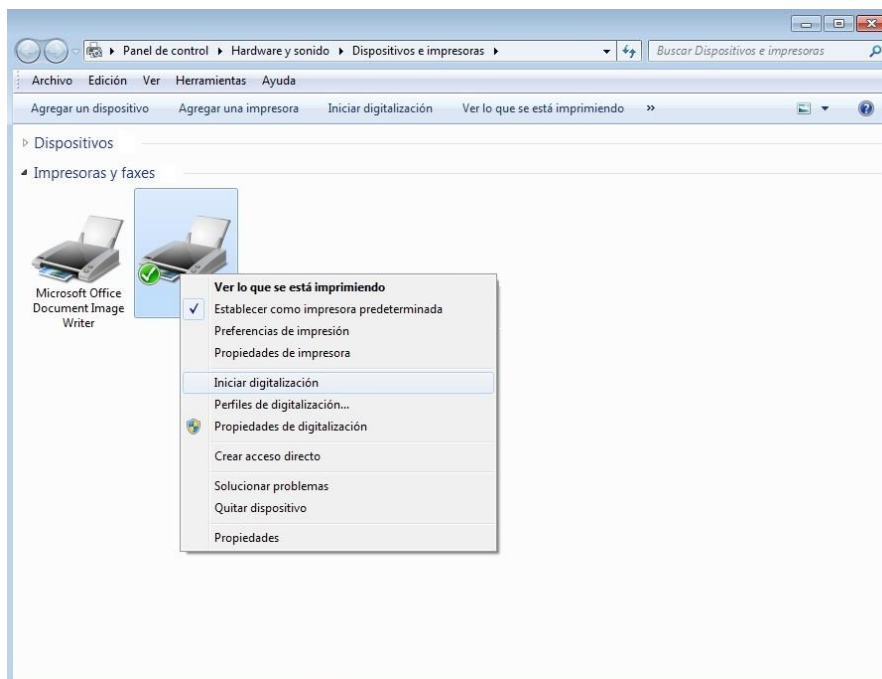 Panel de control Hardware y sonido Dispositivos e impresoras Buscar Dispositivos e impresoras
Archivo Edición Ver Herramientas Ayuda
Agregar un dispositivo Agregar una impresora Iniciar digitalización Ver lo que se está imprimiendo »
Dispositivos
Impresoras y faxes
Microsoft Office
Document Image
Writer
Ver lo que se está imprimiendo
Establecer como impresora predeterminada
Preferencias de impresión
Propiedades de impresora
Iniciar digitalización
Perfiles de digitalización...
Propiedades de digitalización
Crear acceso directo
Solucionar problemas
Quitar dispositivo
Propiedades